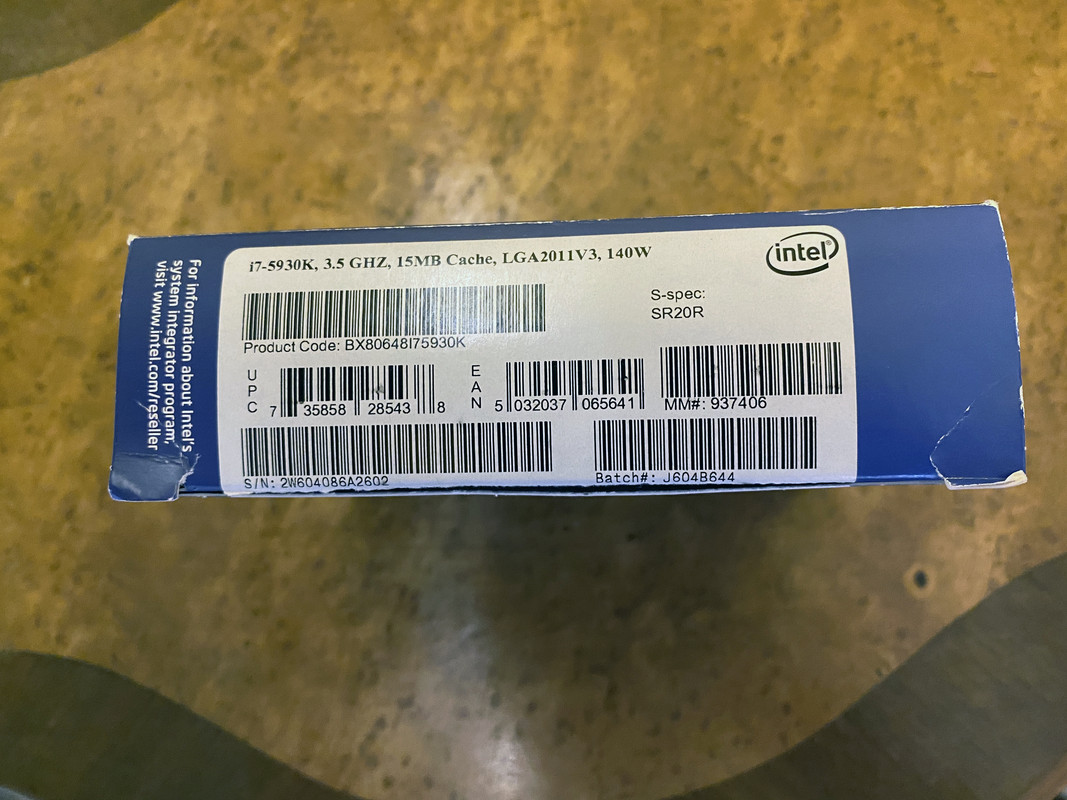 For information about Intel's
system integrator program,
visit www.intel.com/reseller
i7-5930K, 3.5 GHZ, 15MB Cache, LGA2011V3, 140W
intel®
S-spec:
SR20R
Product Code: BX80648I75930K
UPC 7 35858 28543 8
EAN 5 032037 065641
MM#: 937406
S/N: 2W604086A2602
Batch#: J604B644